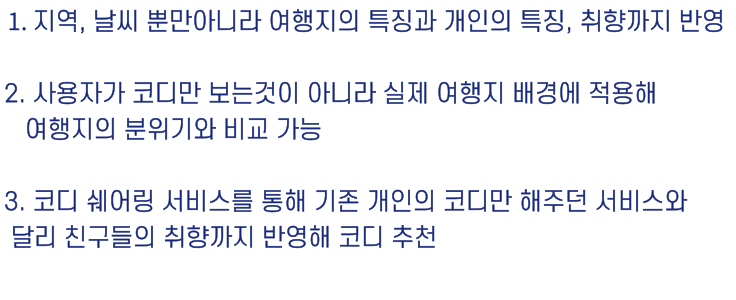 1. 지역, 날씨 뿐만아니라 여행지의 특징과 개인의 특징, 취향까지 반영
2. 사용자가 코디만 보는것이 아니라 실제 여행지 배경에 적용해
여행지의 분위기와 비교 가능
3. 코디 쉐어링 서비스를 통해 기존 개인의 코디만 해주던 서비스와
달리 친구들의 취향까지 반영해 코디 추천